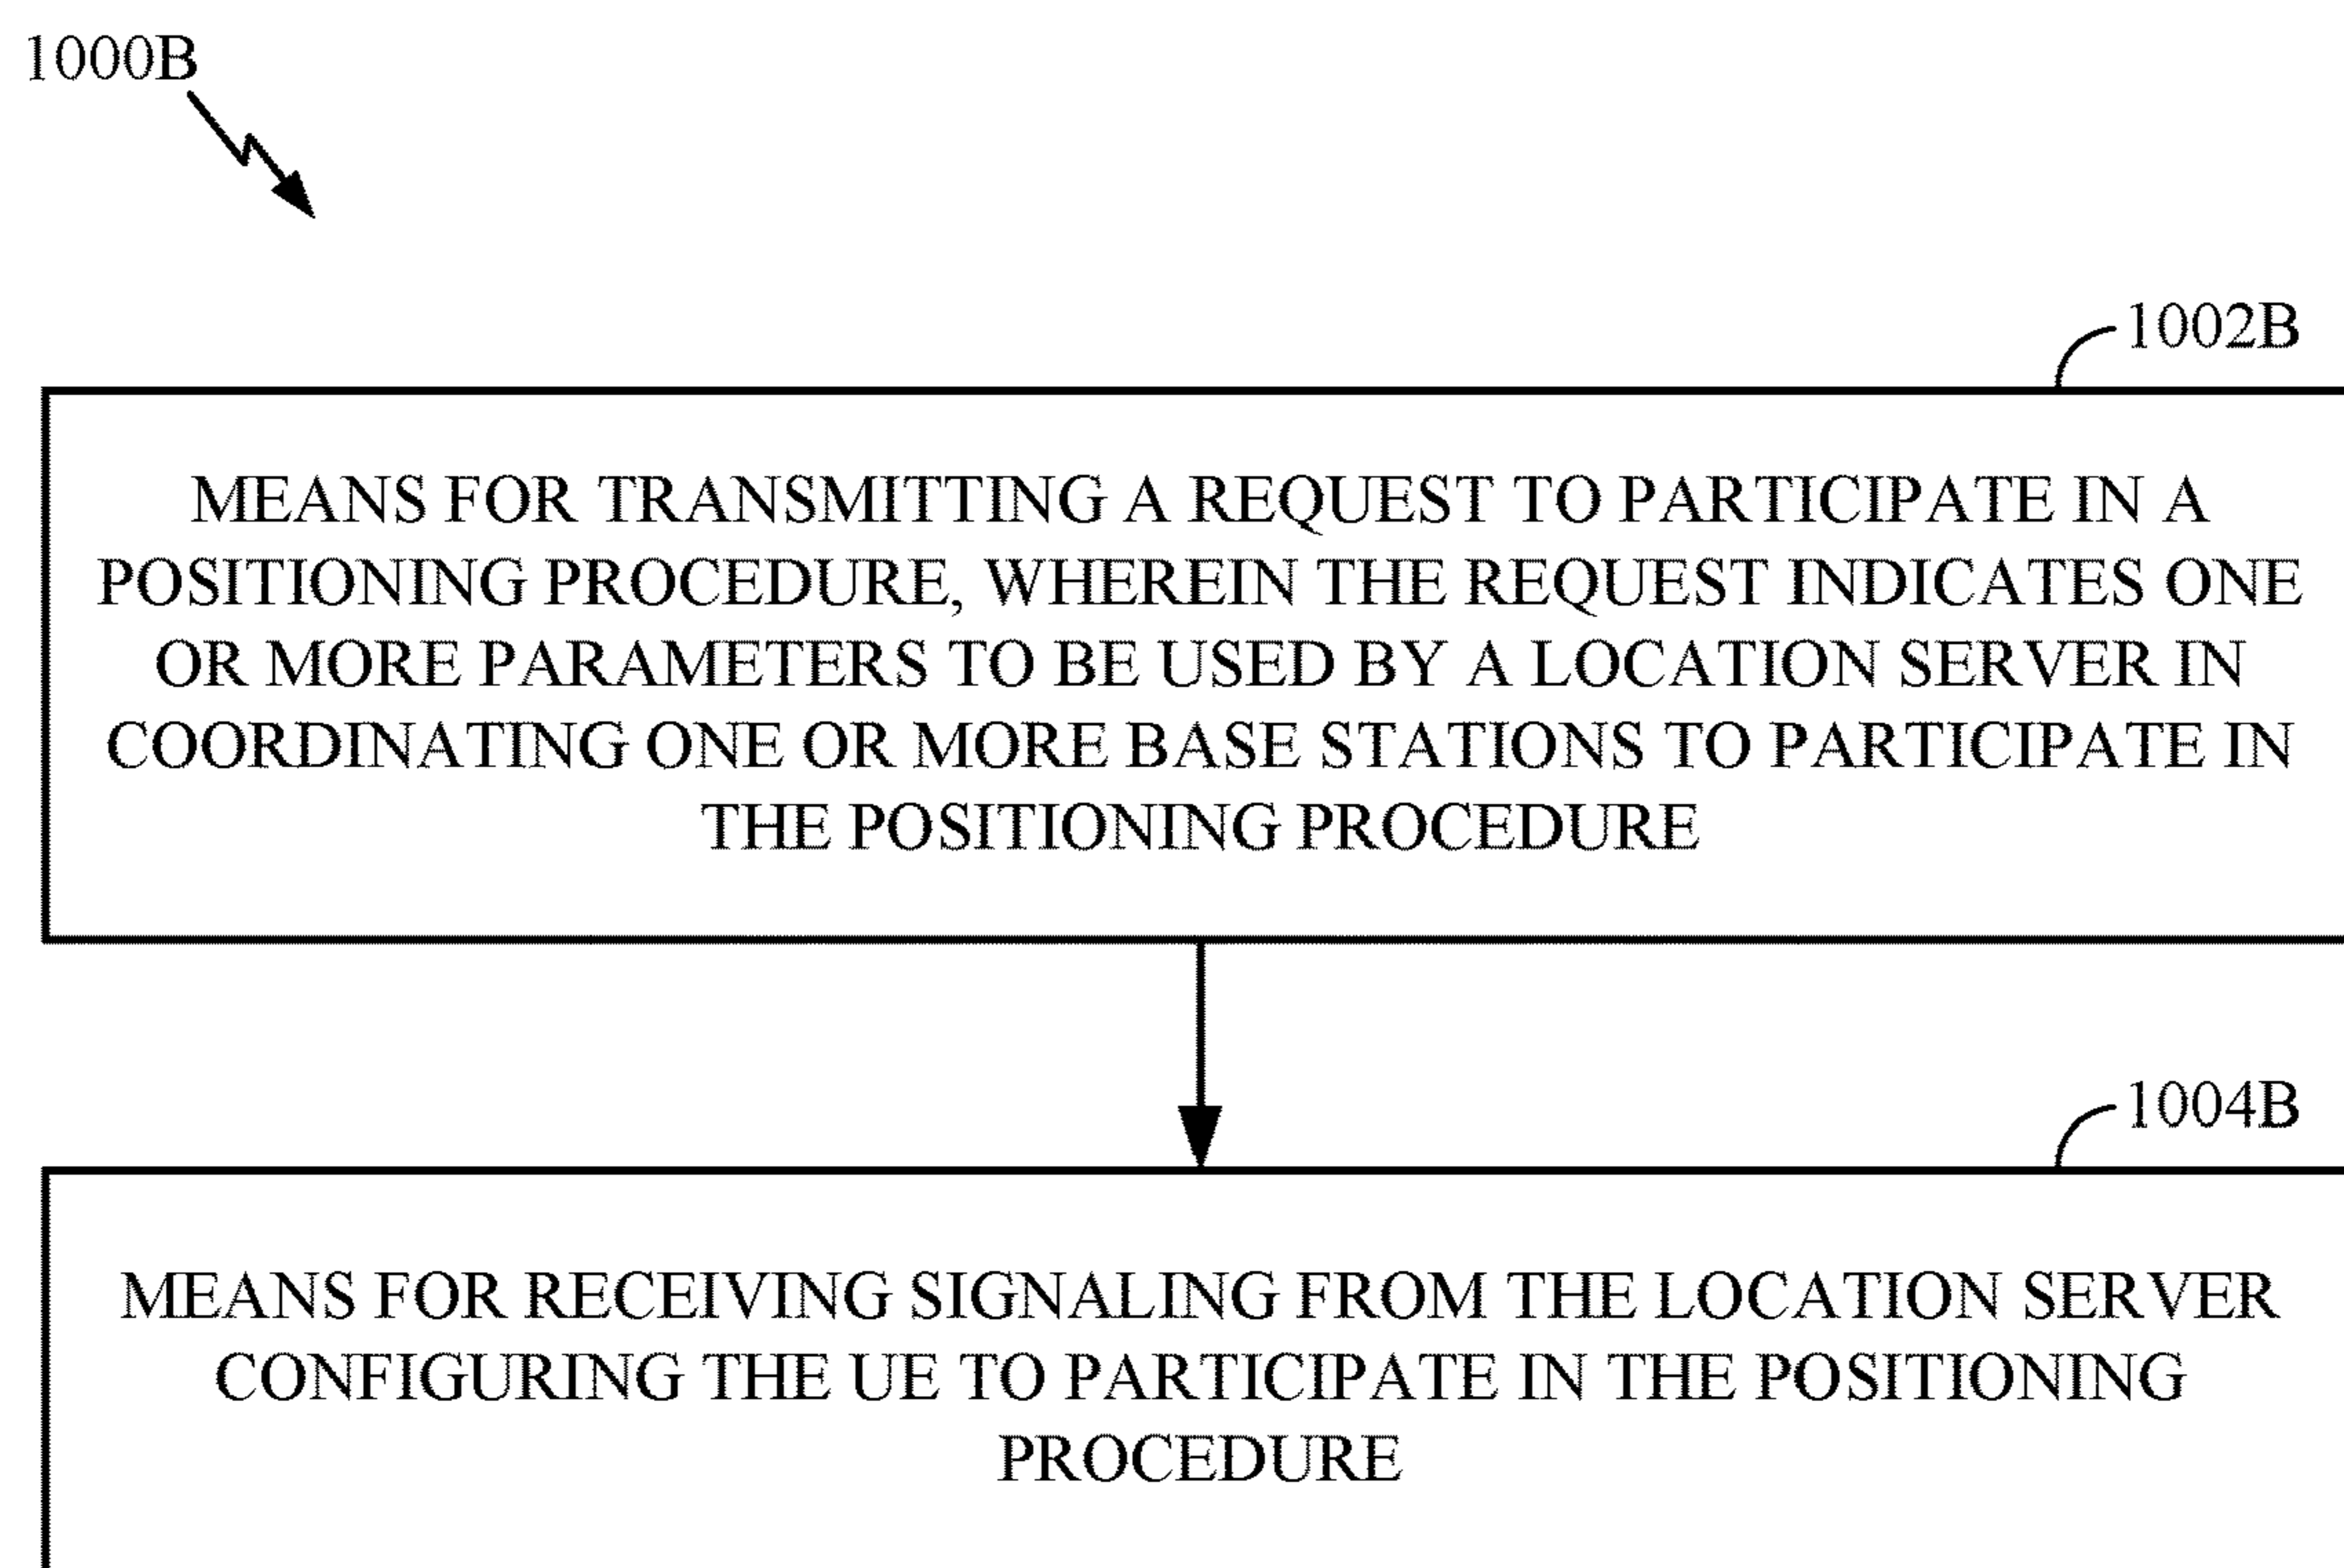 1000B
1002B
MEANS FOR TRANSMITTING A REQUEST TO PARTICIPATE IN A
POSITIONING PROCEDURE, WHEREIN THE REQUEST INDICATES ONE
OR MORE PARAMETERS TO BE USED BY A LOCATION SERVER IN
COORDINATING ONE OR MORE BASE STATIONS TO PARTICIPATE IN
THE POSITIONING PROCEDURE
1004B
MEANS FOR RECEIVING SIGNALING FROM THE LOCATION SERVER
CONFIGURING THE UE TO PARTICIPATE IN THE POSITIONING
PROCEDURE